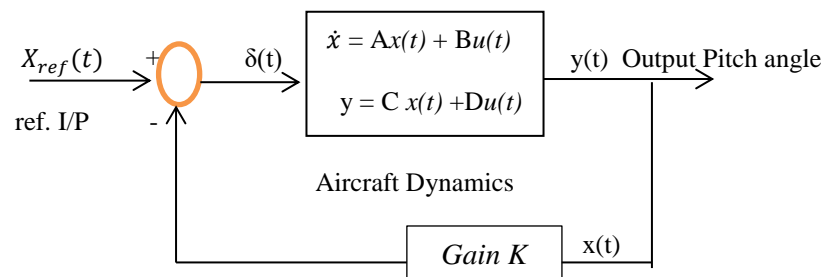 X_ref(t)
+
δ(t)
ẋ = Ax(t) + Bu(t)
y(t) Output Pitch angle
y = C x(t) +Du(t)
ref. I/P
-
Aircraft Dynamics
Gain K
x(t)